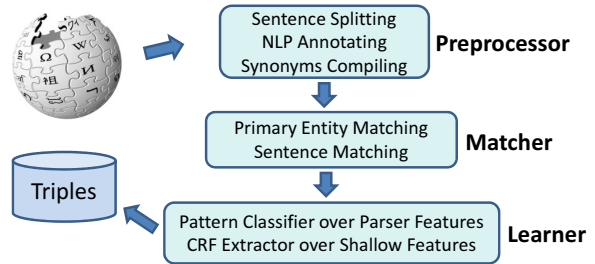 Sentence Splitting
NLP Annotating
Synonyms Compiling
Preprocessor
Primary Entity Matching
Sentence Matching
Matcher
Triples
Pattern Classifier over Parser Features
CRF Extractor over Shallow Features
Learner
Ω
W
祖
И